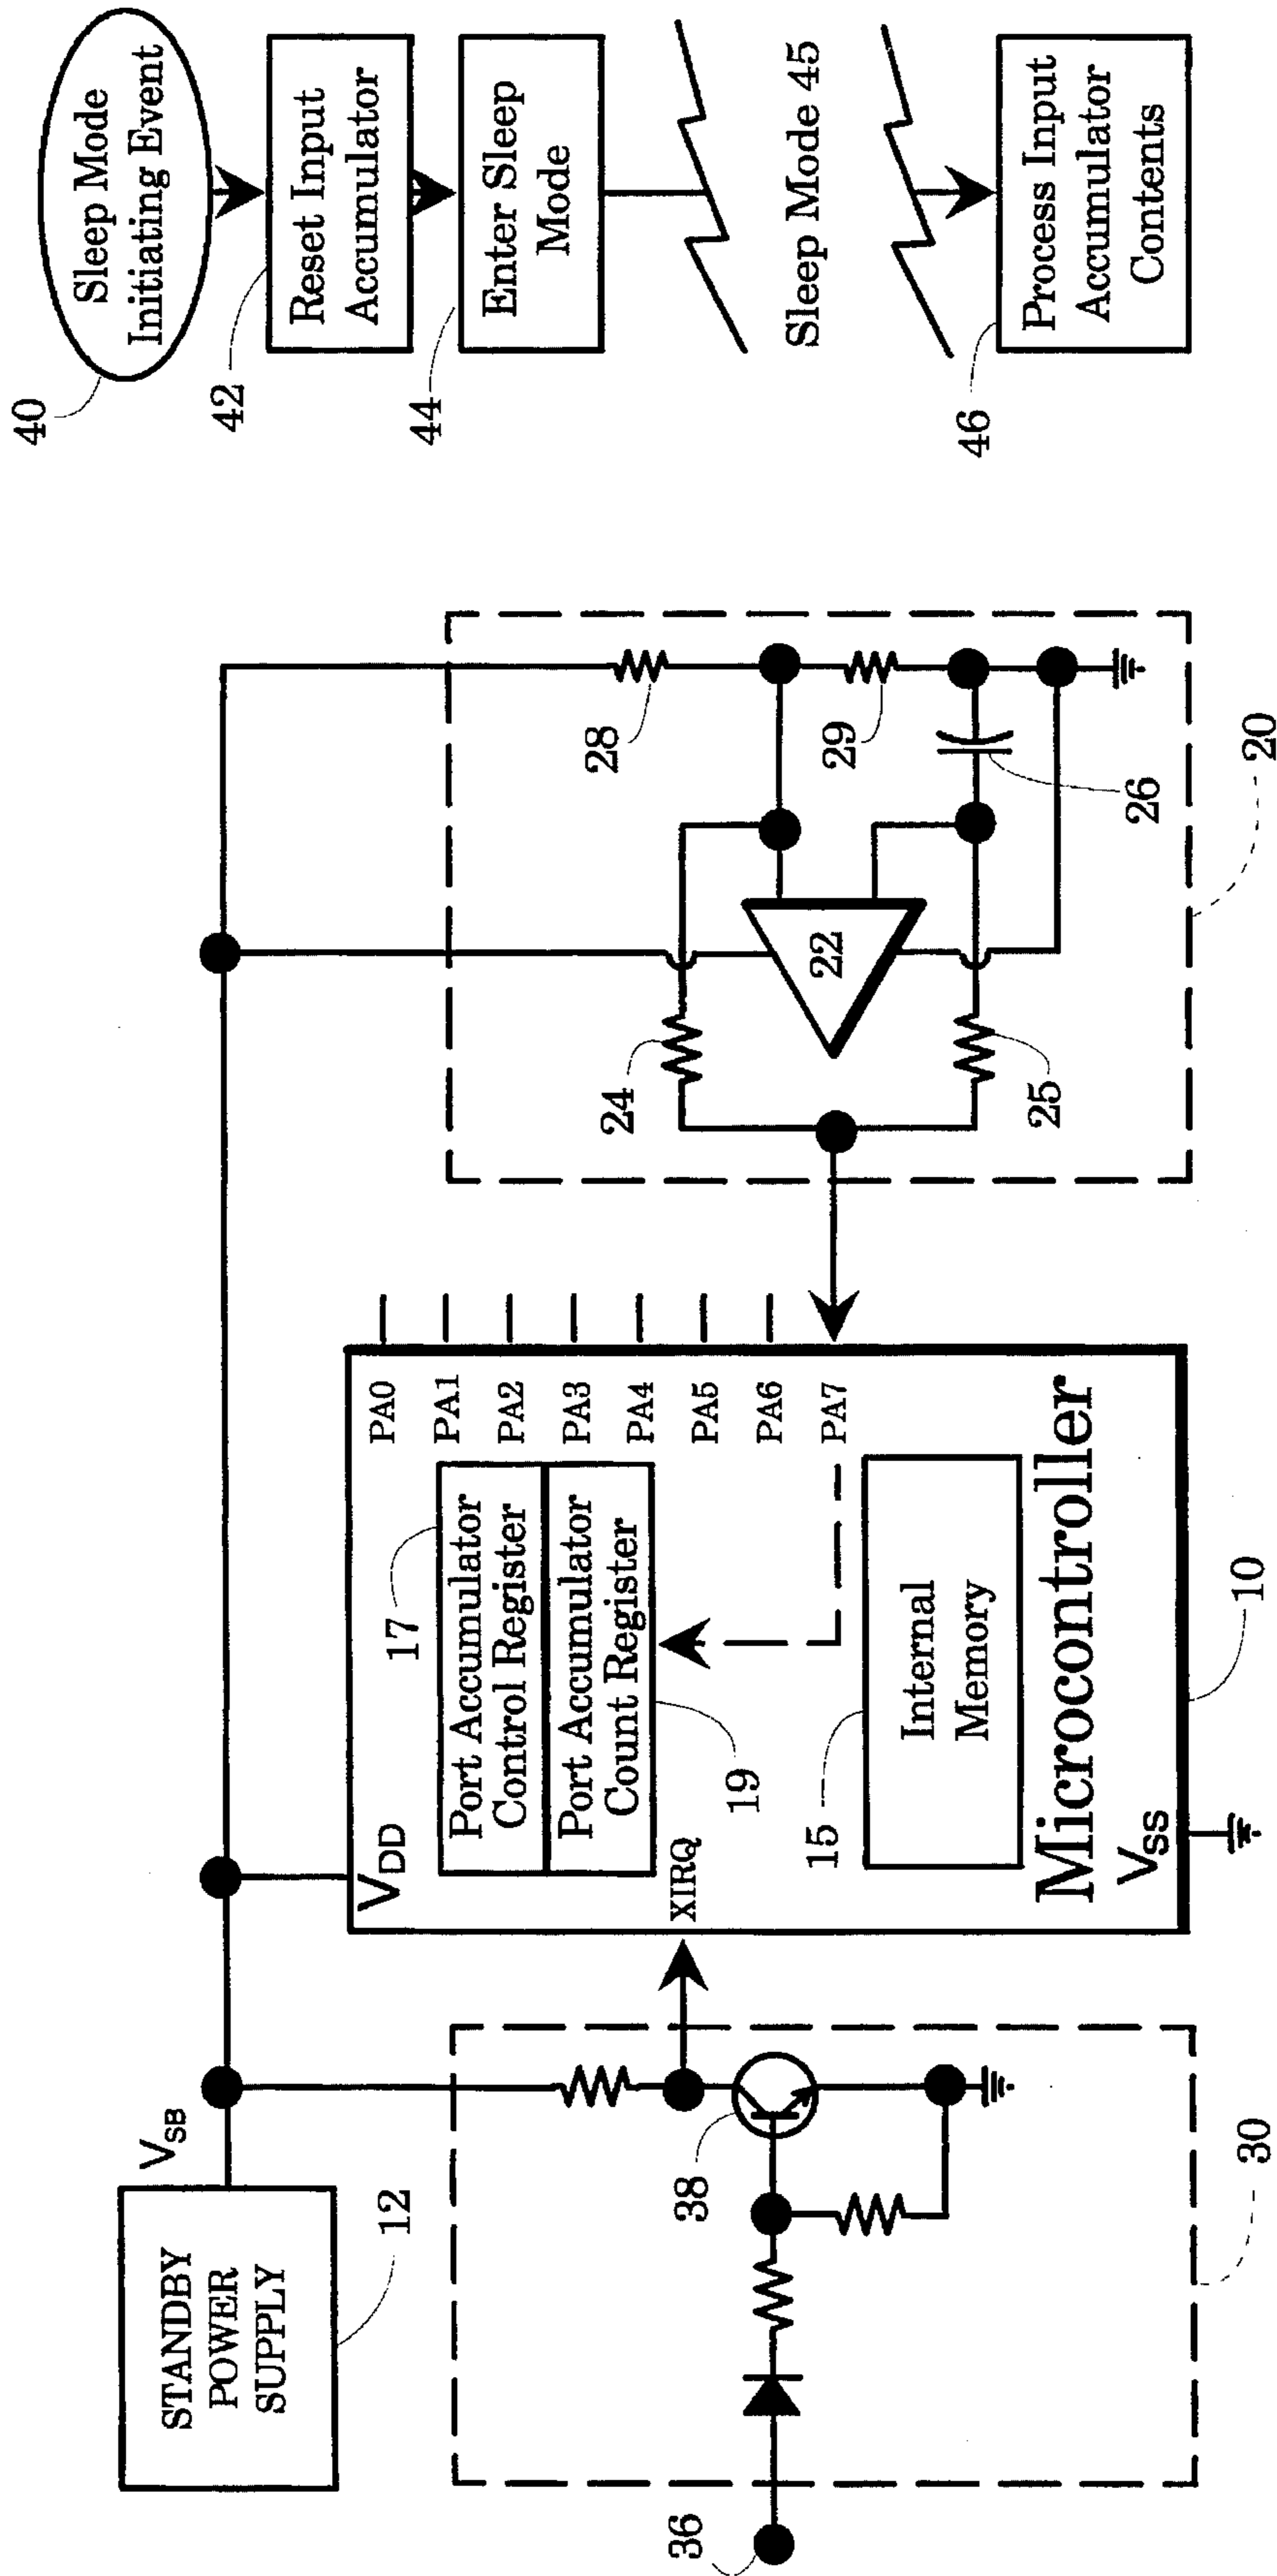 STANDBY
POWER
SUPPLY
12
V_SB
36
38
30
V_DD
XIRQ
17
Port Accumulator
Control Register
Port Accumulator
Count Register
19
15
Internal
Memory
Microcontroller
V_SS
10
PA0
PA1
PA2
PA3
PA4
PA5
PA6
PA7
24
25
22
28
29
26
20
40
Sleep Mode
Initiating Event
42
Reset Input
Accumulator
44
Enter Sleep
Mode
Sleep Mode 45
46
Process Input
Accumulator
Contents